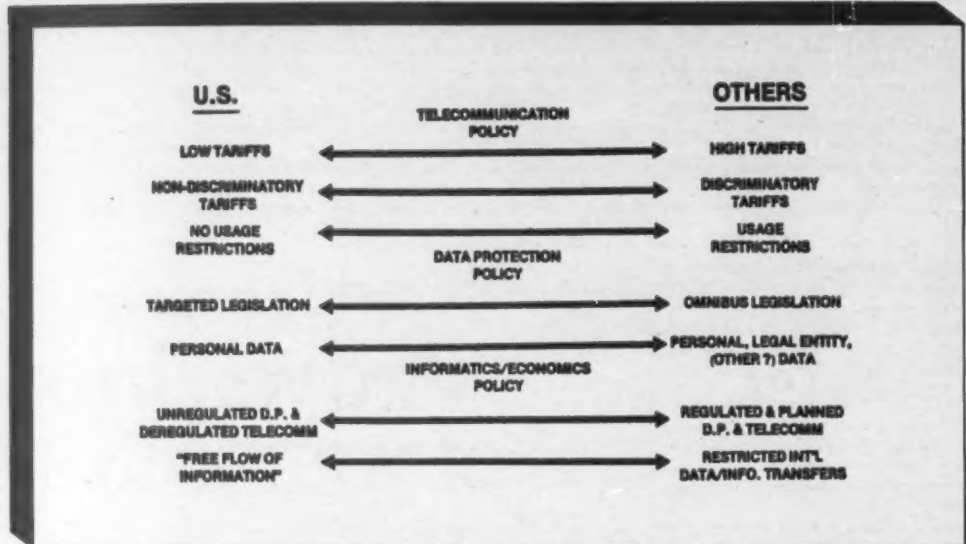 U.S.
OTHERS
TELECOMMUNICATION
POLICY
LOW TARIFFS
HIGH TARIFFS
NON-DISCRIMINATORY
TARIFFS
DISCRIMINATORY
TARIFFS
NO USAGE
RESTRICTIONS
USAGE
RESTRICTIONS
DATA PROTECTION
POLICY
TARGETED LEGISLATION
OMNIBUS LEGISLATION
PERSONAL DATA
PERSONAL, LEGAL ENTITY,
(OTHER ?) DATA
INFORMATICS/ECONOMICS
POLICY
UNREGULATED D.P. &
DEREGULATED TELECOMM
REGULATED & PLANNED
D.P. & TELECOMM
"FREE FLOW OF
INFORMATION"
RESTRICTED INT'L
DATA/INFO. TRANSFERS